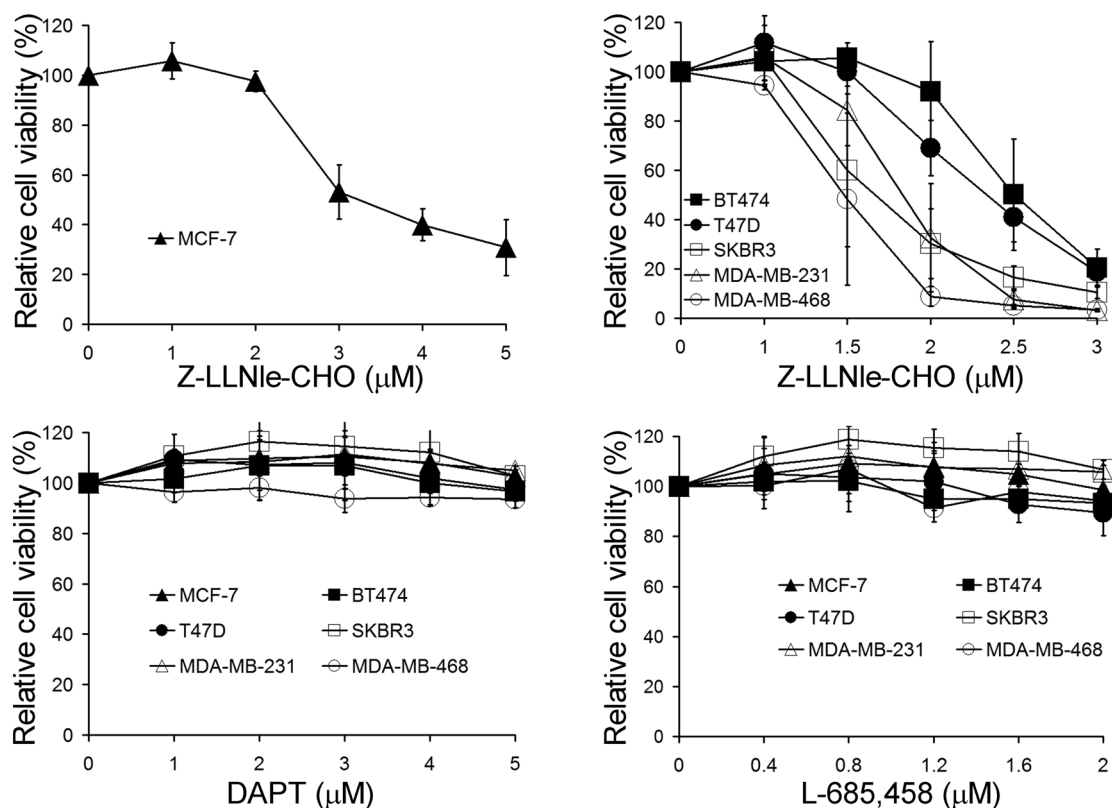 Relative cell viability (%)
120
100
80
60
40
20
0
MCF-7
0 1 2 3 4 5
Z-LLNle-CHO (μM)
Relative cell viability (%)
120
100
80
60
40
20
0
BT474
T47D
SKBR3
MDA-MB-231
MDA-MB-468
0 1 1.5 2 2.5 3
Z-LLNle-CHO (μM)
Relative cell viability (%)
120
100
80
60
40
20
0
MCF-7 BT474
T47D SKBR3
MDA-MB-231 MDA-MB-468
0 1 2 3 4 5
DAPT (μM)
Relative cell viability (%)
120
100
80
60
40
20
0
MCF-7 BT474
T47D SKBR3
MDA-MB-231 MDA-MB-468
0 0.4 0.8 1.2 1.6 2
L-685,458 (μM)